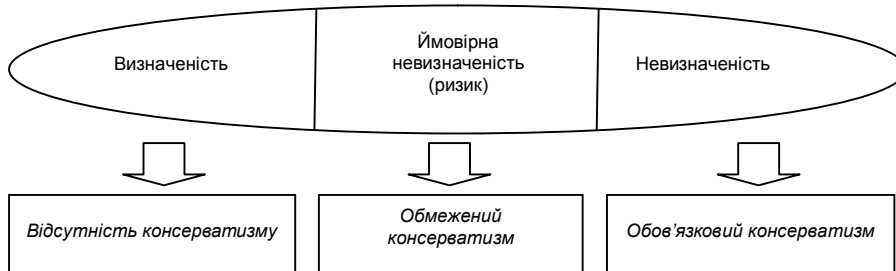 Визначеність
Ймовірна
невизначеність
(ризик)
Невизначеність
Відсутність консерватизму
Обмежений
консерватизм
Обов’язковий консерватизм